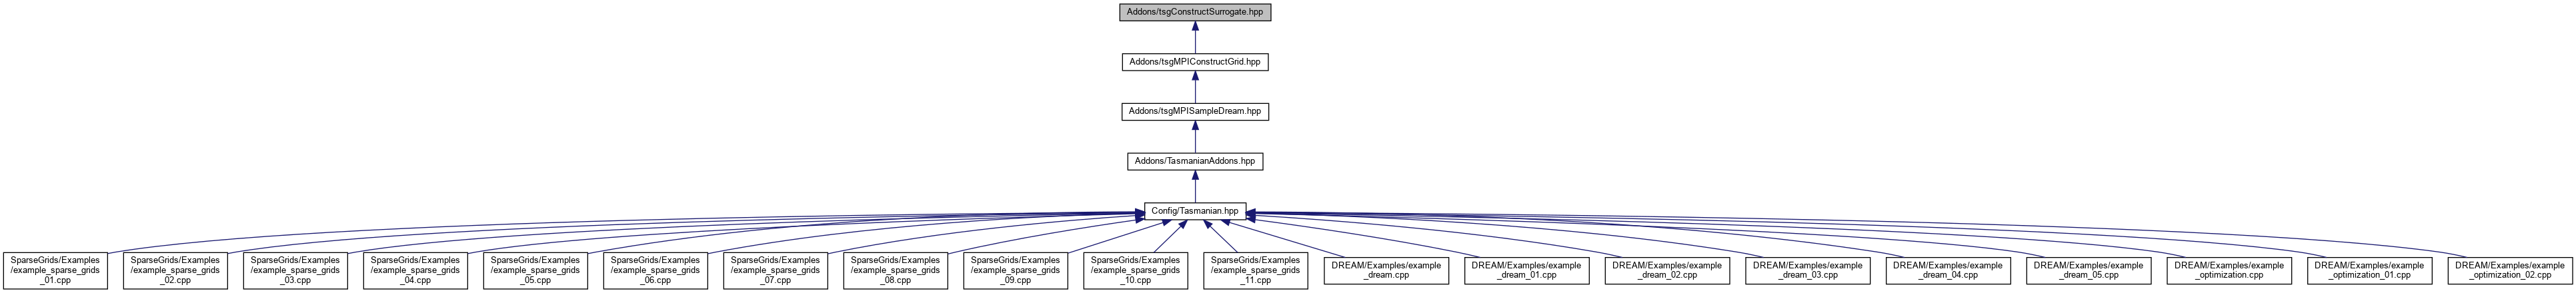 Addons/tsgConstructSurrogate.hpp
Addons/tsgMPIConstructGrid.hpp
Addons/tsgMPISampleDream.hpp
Addons/TasmanianAddons.hpp
Config/Tasmanian.hpp
SparseGrids/Examples
/example_sparse_grids
_01.cpp
SparseGrids/Examples
/example_sparse_grids
_02.cpp
SparseGrids/Examples
/example_sparse_grids
_03.cpp
SparseGrids/Examples
/example_sparse_grids
_04.cpp
SparseGrids/Examples
/example_sparse_grids
_05.cpp
SparseGrids/Examples
/example_sparse_grids
_06.cpp
SparseGrids/Examples
/example_sparse_grids
_07.cpp
SparseGrids/Examples
/example_sparse_grids
_08.cpp
SparseGrids/Examples
/example_sparse_grids
_09.cpp
SparseGrids/Examples
/example_sparse_grids
_10.cpp
SparseGrids/Examples
/example_sparse_grids
_11.cpp
DREAM/Examples/example
_dream.cpp
DREAM/Examples/example
_dream_01.cpp
DREAM/Examples/example
_dream_02.cpp
DREAM/Examples/example
_dream_03.cpp
DREAM/Examples/example
_dream_04.cpp
DREAM/Examples/example
_dream_05.cpp
DREAM/Examples/example
_optimization.cpp
DREAM/Examples/example
_optimization_01.cpp
DREAM/Examples/example
_optimization_02.cpp